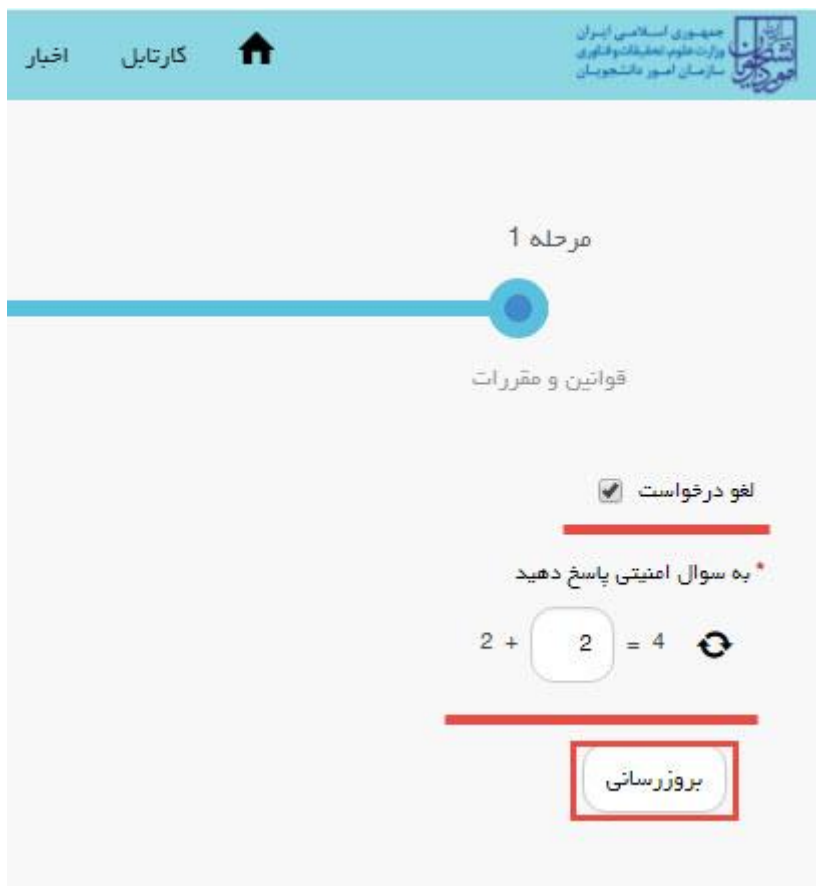 جمهوری اسلامی ایران
وزارت علوم، تحقیقات و فناوری
سازمان امور دانشجویان
کارتابل
اخبار
مرحله 1
قوانین و مقررات
لغو درخواست
* به سوال امنیتی پاسخ دهید
2 + 2 = 4
بروزرسانی